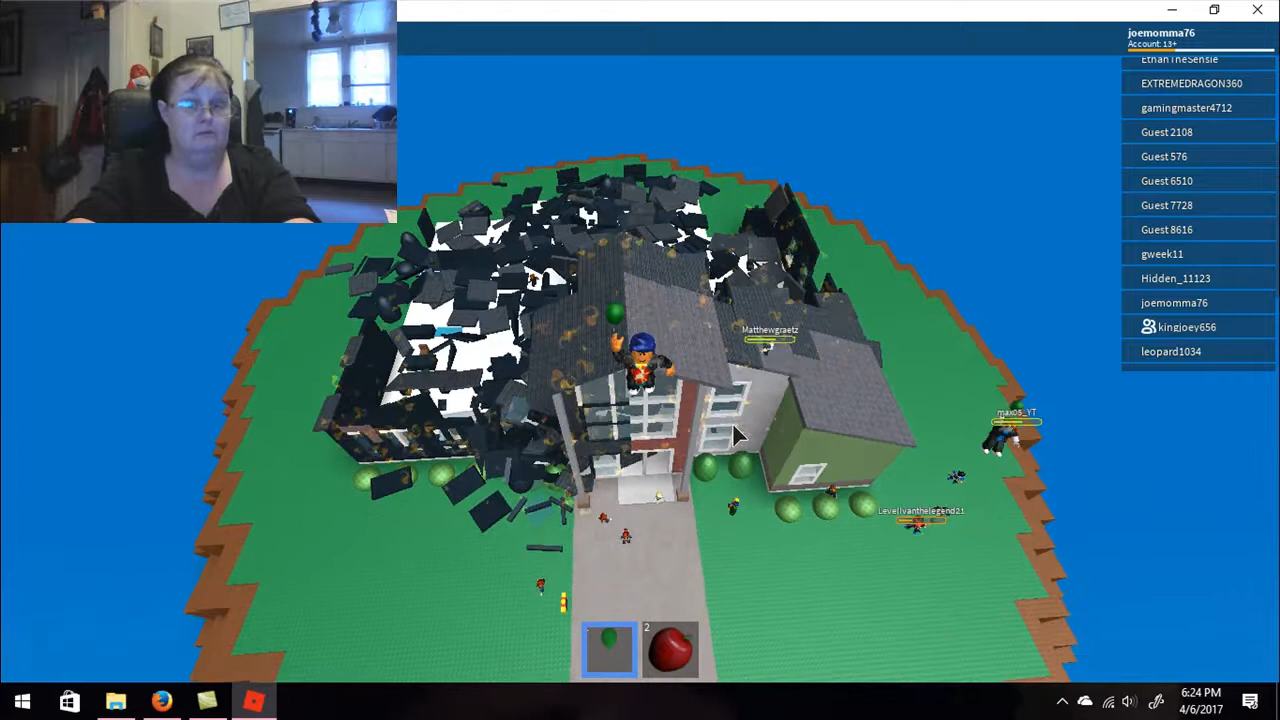 joemomma76
Account: 13+
EthanTheSensie
EXTREMEDRAGON360
gamingmaster4712
Guest 2108
Guest 576
Guest 6510
Guest 7728
Guest 8616
gweek11
Hidden_11123
joemomma76
kingjoey656
leopard1034
Matthewgraetz
max05_YT
LevelIvanthelegend21
2
6:24 PM
4/6/2017